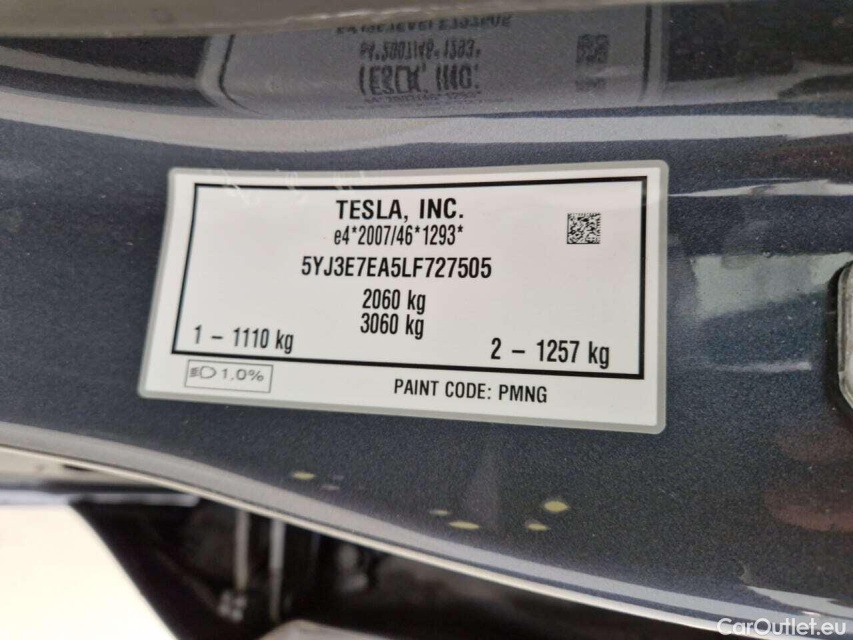 TESLA, INC.
e4*2007/46*1293*
5YJ3E7EA5LF727505
2060 kg
3060 kg
1 - 1110 kg
2 - 1257 kg
1.0%
PAINT CODE: PMNG
CarOutlet.eu